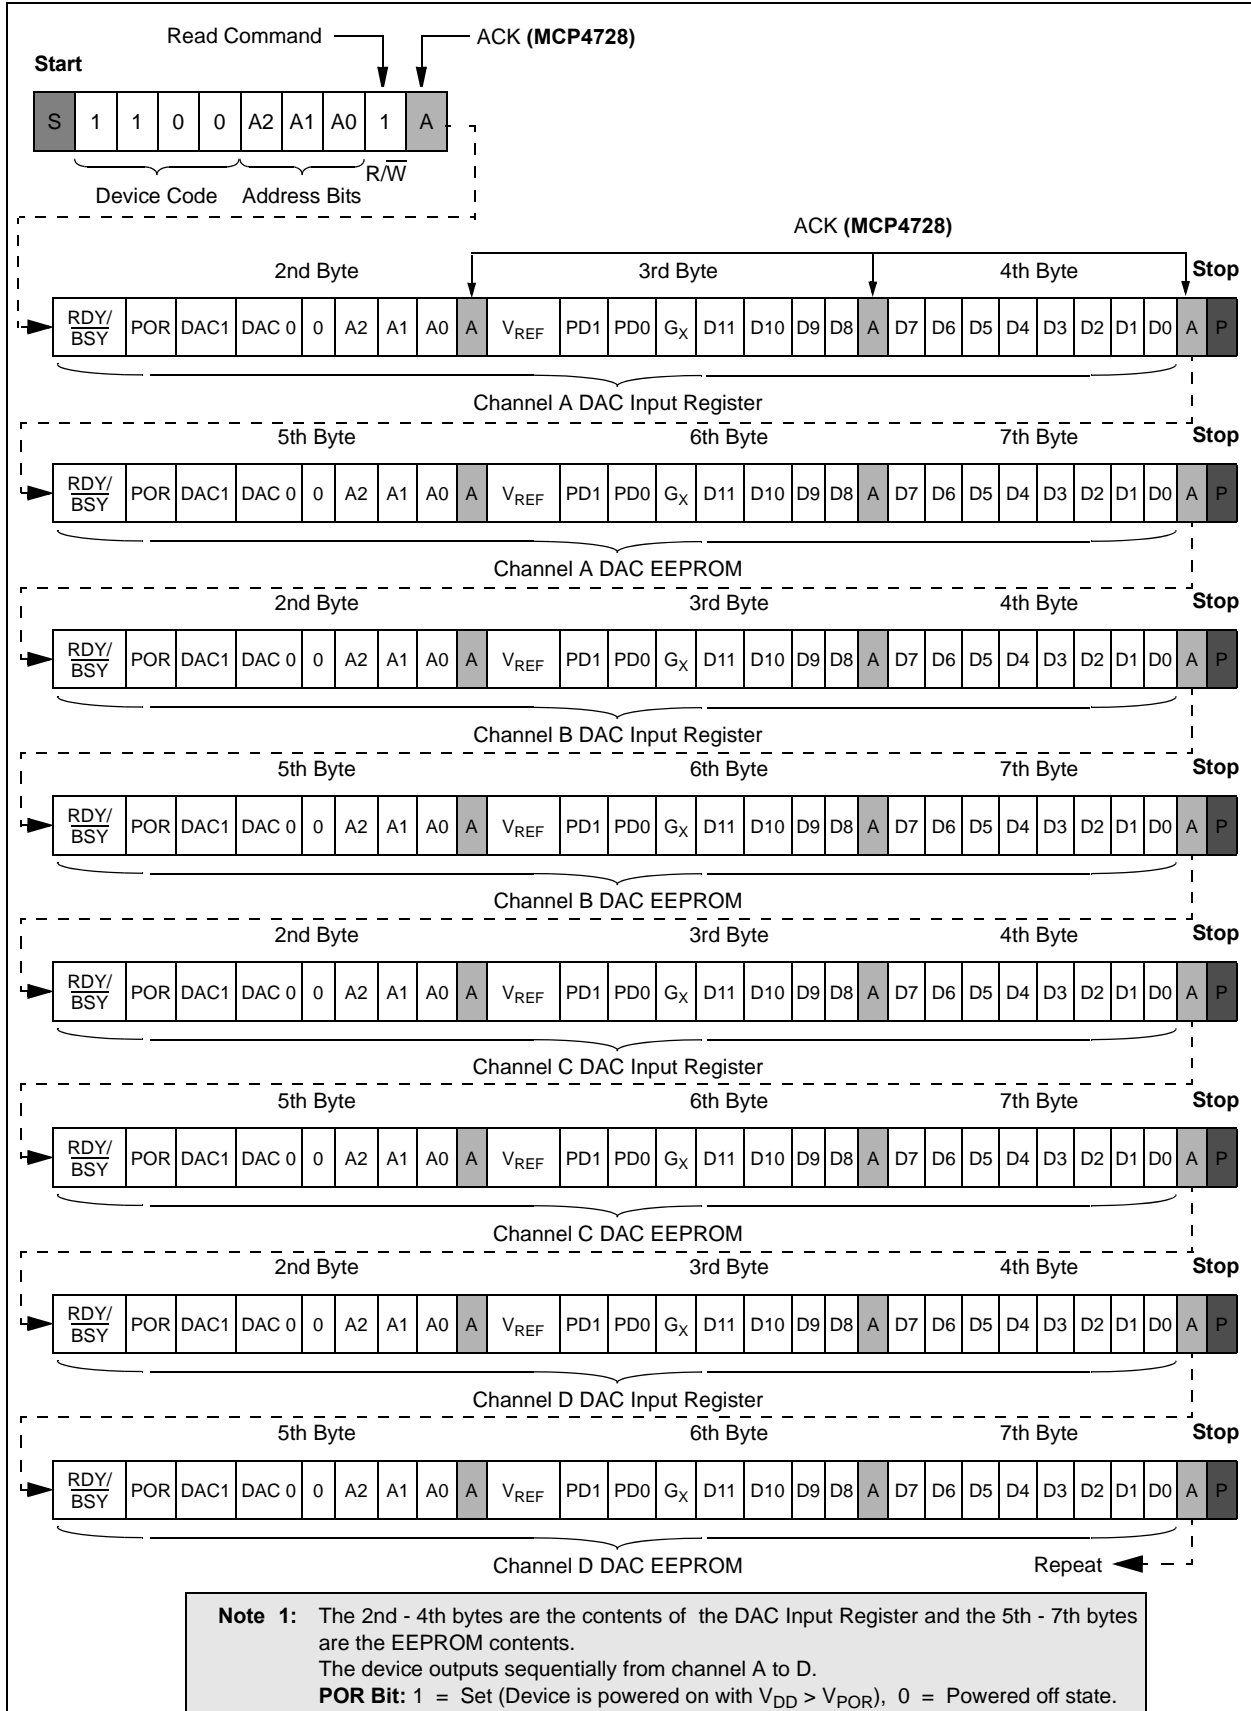 Read Command ACK (MCP4728)
Start
S 1 1 0 0 A2 A1 A0 1 A
R/W
Device Code Address Bits
ACK (MCP4728)
2nd Byte 3rd Byte 4th Byte Stop
RDY/BSY POR DAC1 DAC 0 0 A2 A1 A0 A VREF PD1 PD0 GX D11 D10 D9 D8 A D7 D6 D5 D4 D3 D2 D1 D0 A P
Channel A DAC Input Register
5th Byte 6th Byte 7th Byte Stop
RDY/BSY POR DAC1 DAC 0 0 A2 A1 A0 A VREF PD1 PD0 GX D11 D10 D9 D8 A D7 D6 D5 D4 D3 D2 D1 D0 A P
Channel A DAC EEPROM
2nd Byte 3rd Byte 4th Byte Stop
RDY/BSY POR DAC1 DAC 0 0 A2 A1 A0 A VREF PD1 PD0 GX D11 D10 D9 D8 A D7 D6 D5 D4 D3 D2 D1 D0 A P
Channel B DAC Input Register
5th Byte 6th Byte 7th Byte Stop
RDY/BSY POR DAC1 DAC 0 0 A2 A1 A0 A VREF PD1 PD0 GX D11 D10 D9 D8 A D7 D6 D5 D4 D3 D2 D1 D0 A P
Channel B DAC EEPROM
2nd Byte 3rd Byte 4th Byte Stop
RDY/BSY POR DAC1 DAC 0 0 A2 A1 A0 A VREF PD1 PD0 GX D11 D10 D9 D8 A D7 D6 D5 D4 D3 D2 D1 D0 A P
Channel C DAC Input Register
5th Byte 6th Byte 7th Byte Stop
RDY/BSY POR DAC1 DAC 0 0 A2 A1 A0 A VREF PD1 PD0 GX D11 D10 D9 D8 A D7 D6 D5 D4 D3 D2 D1 D0 A P
Channel C DAC EEPROM
2nd Byte 3rd Byte 4th Byte Stop
RDY/BSY POR DAC1 DAC 0 0 A2 A1 A0 A VREF PD1 PD0 GX D11 D10 D9 D8 A D7 D6 D5 D4 D3 D2 D1 D0 A P
Channel D DAC Input Register
5th Byte 6th Byte 7th Byte Stop
RDY/BSY POR DAC1 DAC 0 0 A2 A1 A0 A VREF PD1 PD0 GX D11 D10 D9 D8 A D7 D6 D5 D4 D3 D2 D1 D0 A P
Channel D DAC EEPROM
Repeat
Note 1: The 2nd - 4th bytes are the contents of the DAC Input Register and the 5th - 7th bytes
are the EEPROM contents.
The device outputs sequentially from channel A to D.
POR Bit: 1 = Set (Device is powered on with VDD > VPOR), 0 = Powered off state.